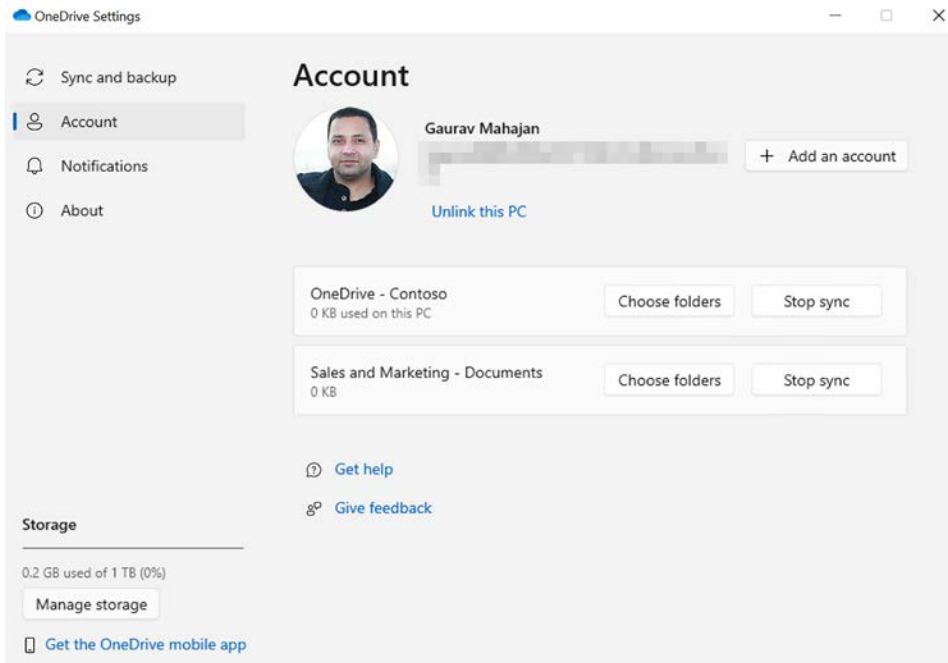 OneDrive Settings
Sync and backup
Account
Notifications
About
Account
Gaurav Mahajan
+ Add an account
Unlink this PC
OneDrive - Contoso
0 KB used on this PC
Choose folders
Stop sync
Sales and Marketing - Documents
0 KB
Choose folders
Stop sync
Get help
Give feedback
Storage
0.2 GB used of 1 TB (0%)
Manage storage
Get the OneDrive mobile app